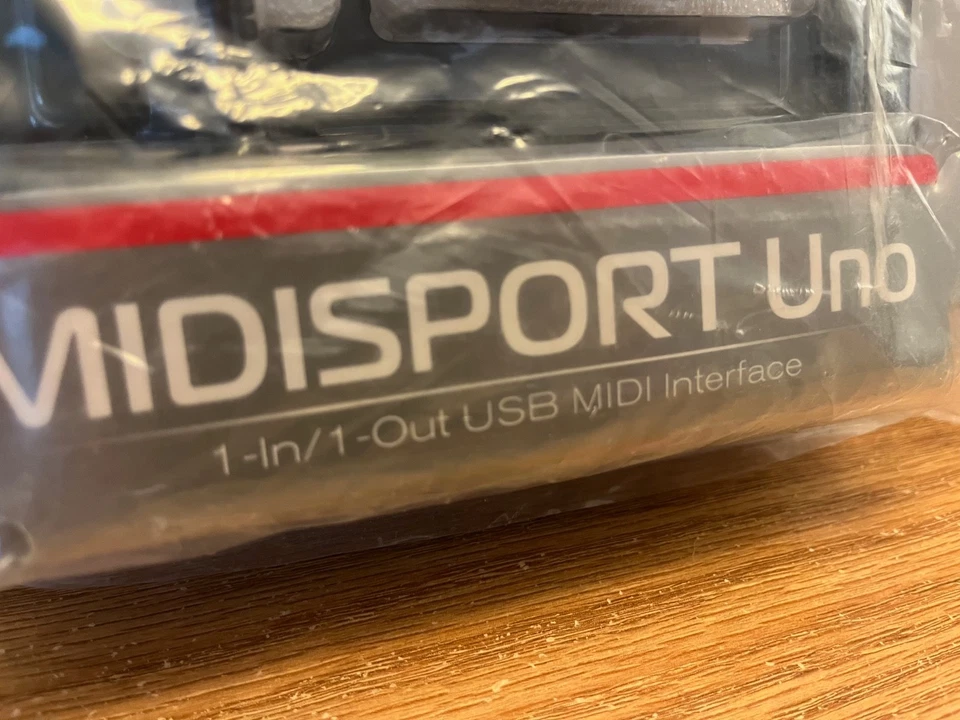 MIDISPORT Uno
1-In/1-Out USB MIDI Interface